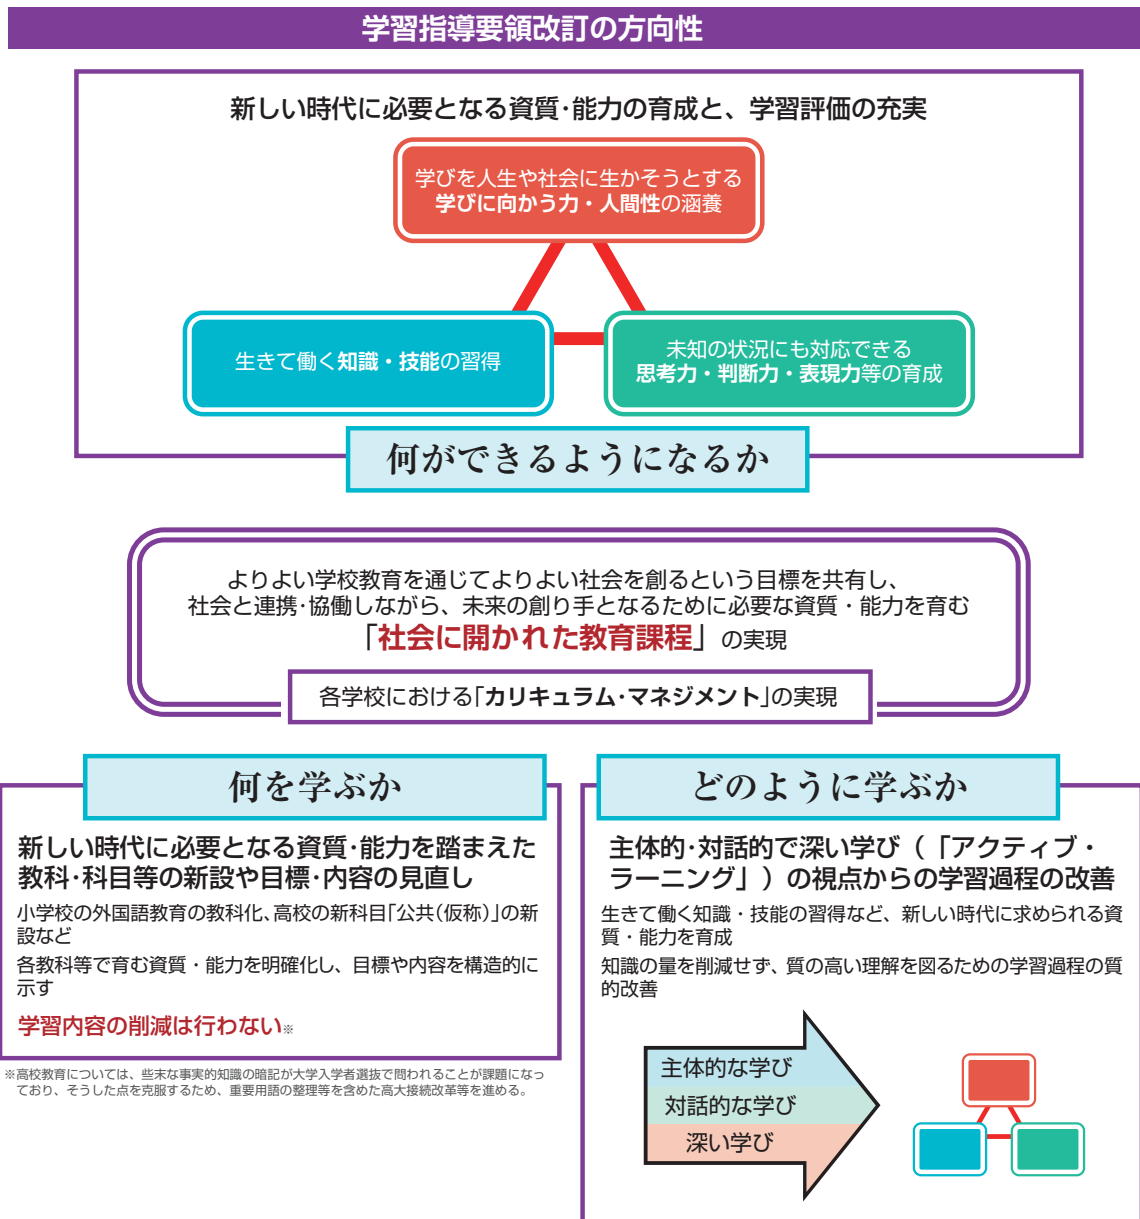 学習指導要領改訂の方向性
新しい時代に必要となる資質･能力の育成と、学習評価の充実
学びを人生や社会に生かそうとする
学びに向かう力・人間性の涵養
生きて働く知識・技能の習得
未知の状況にも対応できる
思考力・判断力・表現力等の育成
何ができるようになるか
よりよい学校教育を通じてよりよい社会を創るという目標を共有し、
社会と連携･協働しながら、未来の創り手となるために必要な資質・能力を育む
「社会に開かれた教育課程」の実現
各学校における｢カリキュラム･マネジメント｣の実現
何を学ぶか
新しい時代に必要となる資質･能力を踏まえた
教科･科目等の新設や目標･内容の見直し
小学校の外国語教育の教科化、高校の新科目｢公共(仮称)｣の新
設など
各教科等で育む資質・能力を明確化し、目標や内容を構造的に
示す
学習内容の削減は行わない※
※高校教育については、些末な事実的知識の暗記が大学入学者選抜で問われることが課題になっ
ており、そうした点を克服するため、重要用語の整理等を含めた高大接続改革等を進める。
どのように学ぶか
主体的･対話的で深い学び（「アクティブ・
ラーニング」）の視点からの学習過程の改善
生きて働く知識・技能の習得など、新しい時代に求められる資
質・能力を育成
知識の量を削減せず、質の高い理解を図るための学習過程の質
的改善
主体的な学び
対話的な学び
深い学び